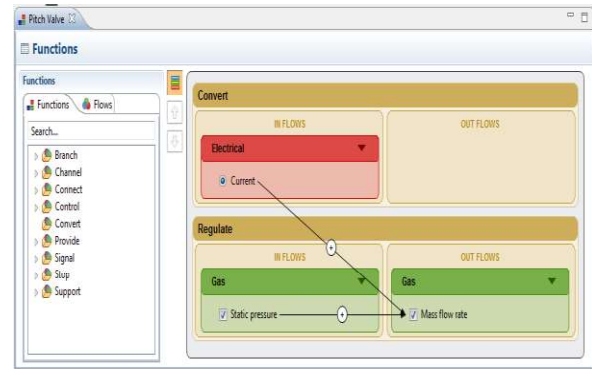 Pitch Valve
Functions
Functions
Functions Flows
Search...
Branch
Channel
Connect
Control
Convert
Provide
Signal
Stop
Support
Convert
IN FLOWS OUT FLOWS
Electrical
Current
+
Regulate
IN FLOWS OUT FLOWS
Gas Gas
Static pressure + Mass flow rate